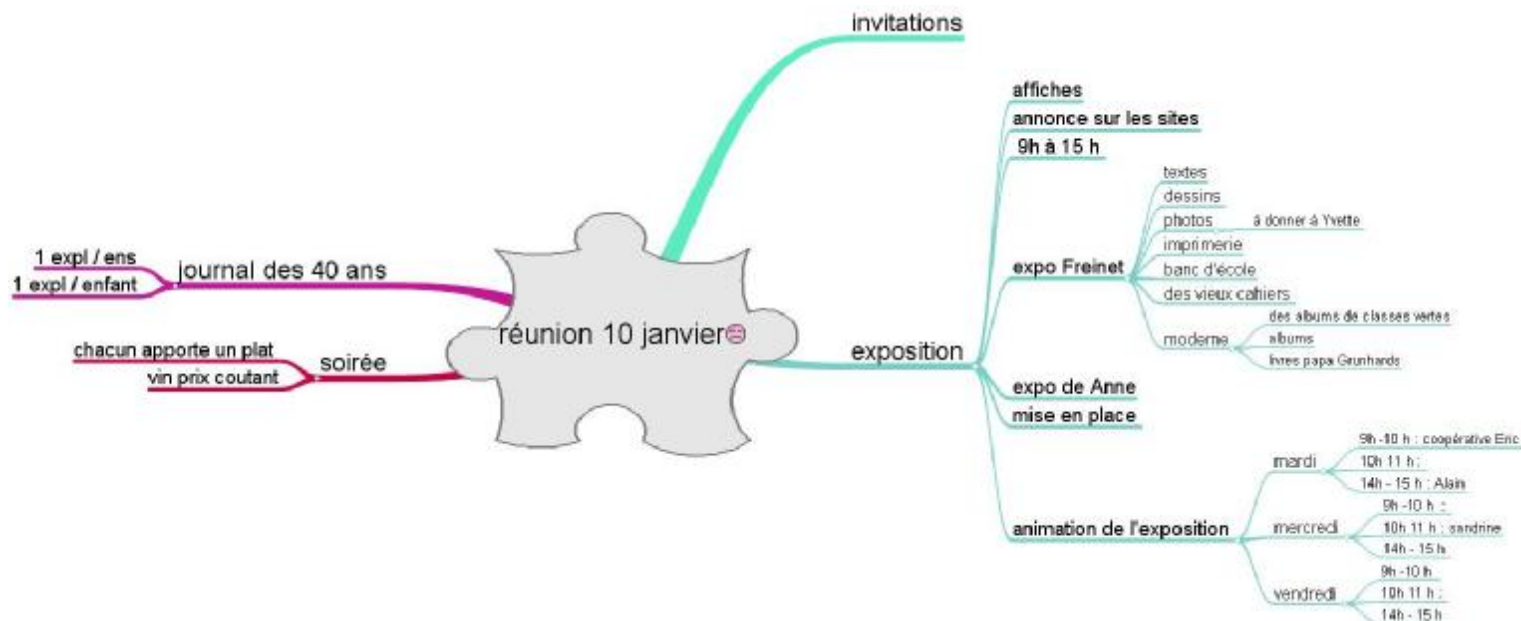 réunion 10 janvier
invitations
exposition
affiches
annonce sur les sites
9h à 15 h
expo Freinet
textes
dessins
photos
à donner à Yvette
imprimerie
banc d'école
des vieux cahiers
moderne
des albums de classes vertes
albums
livres papa Grunhards
expo de Anne
mise en place
animation de l'exposition
mardi
9h -10 h : coopérative Eric
10h 11 h :
14h - 15 h : Alain
mercredi
9h -10 h :
10h 11 h : sandrine
14h - 15 h
vendredi
9h -10 h
10h 11 h :
14h - 15 h
journal des 40 ans
1 expl / ens
1 expl / enfant
soirée
chacun apporte un plat
vin prix coutant